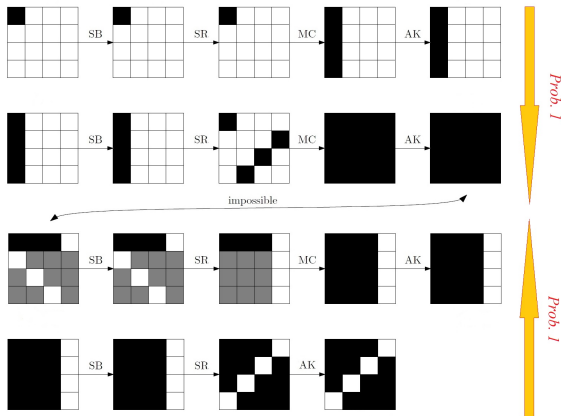 SB SR MC AK
Prob. 1
SB SR MC AK
impossible
SB SR MC AK
Prob. 1
SB SR AK